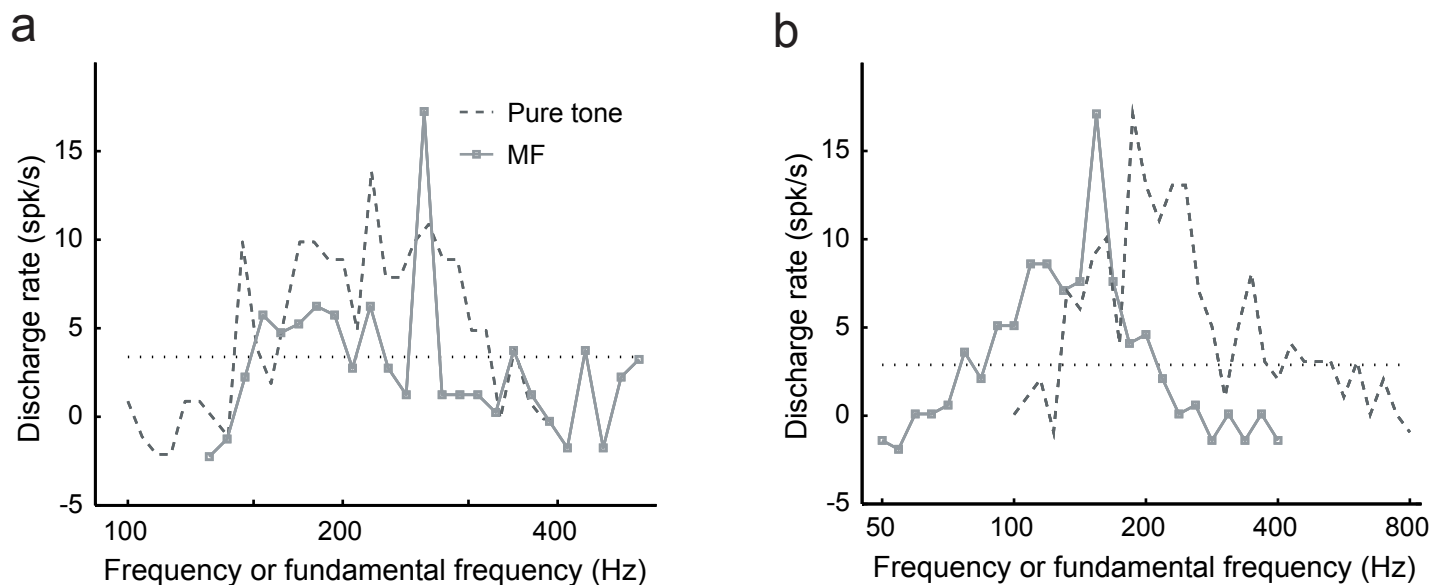 a
Discharge rate (spk/s)
15
10
5
0
-5
Pure tone
MF
100
200
400
Frequency or fundamental frequency (Hz)
b
Discharge rate (spk/s)
15
10
5
0
-5
50
100
200
400
800
Frequency or fundamental frequency (Hz)